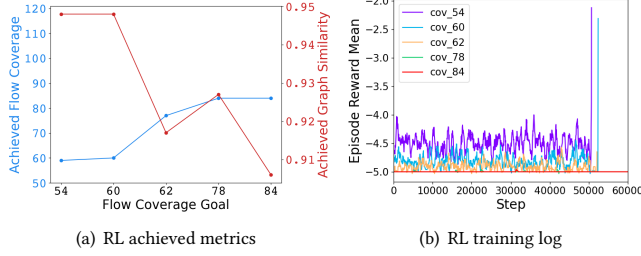 120
110
100
90
80
70
60
50
Achieved Flow Coverage
0.95
0.94
0.93
0.92
0.91
Achieved Graph Similarity
54 60 62 78 84
Flow Coverage Goal
(a) RL achieved metrics
−2.0
−2.5
−3.0
−3.5
−4.0
−4.5
−5.0
Episode Reward Mean
cov_54
cov_60
cov_62
cov_78
cov_84
0 10000 20000 30000 40000 50000 60000
Step
(b) RL training log